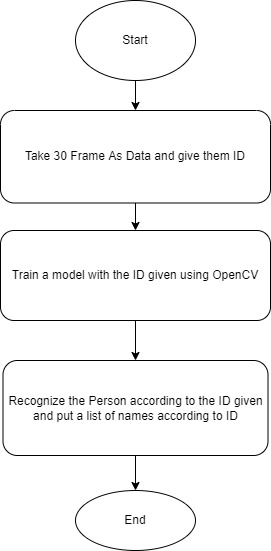 Start
Take 30 Frame As Data and give them ID
Train a model with the ID given using OpenCV
Recognize the Person according to the ID given
and put a list of names according to ID
End